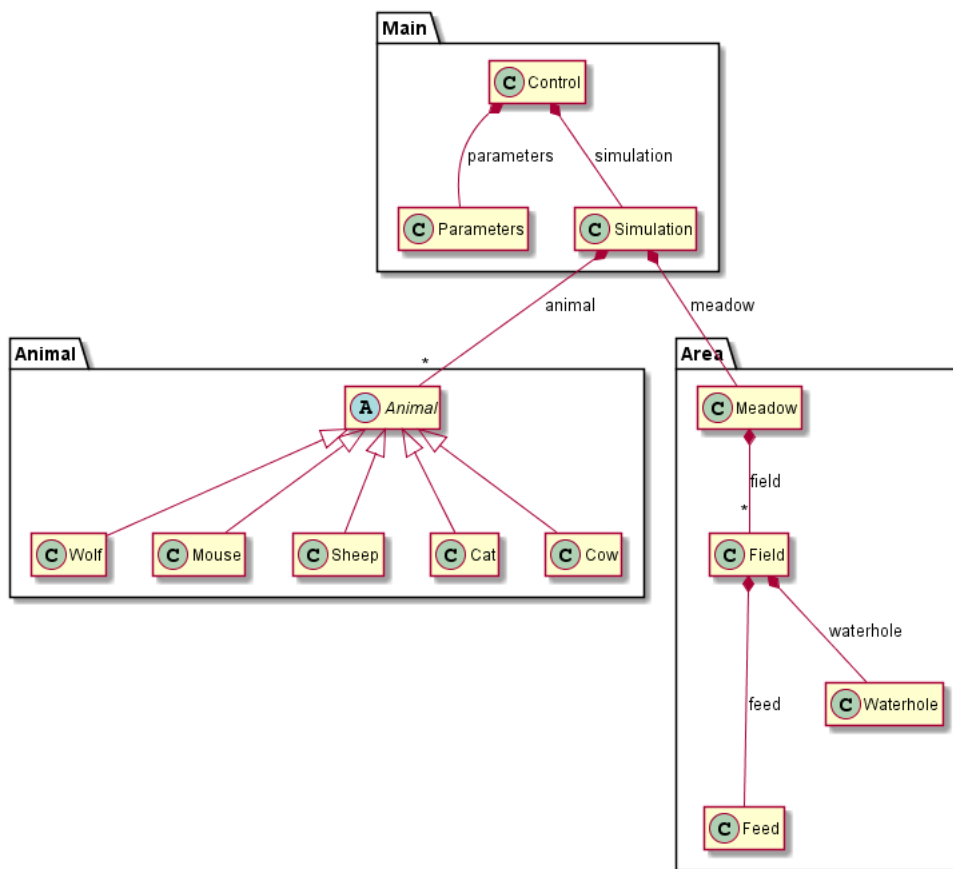 Main
C Control
parameters
simulation
C Parameters
C Simulation
animal
meadow
*
Animal
Area
A Animal
C Meadow
field
*
C Wolf
C Mouse
C Sheep
C Cat
C Cow
C Field
waterhole
feed
C Waterhole
C Feed